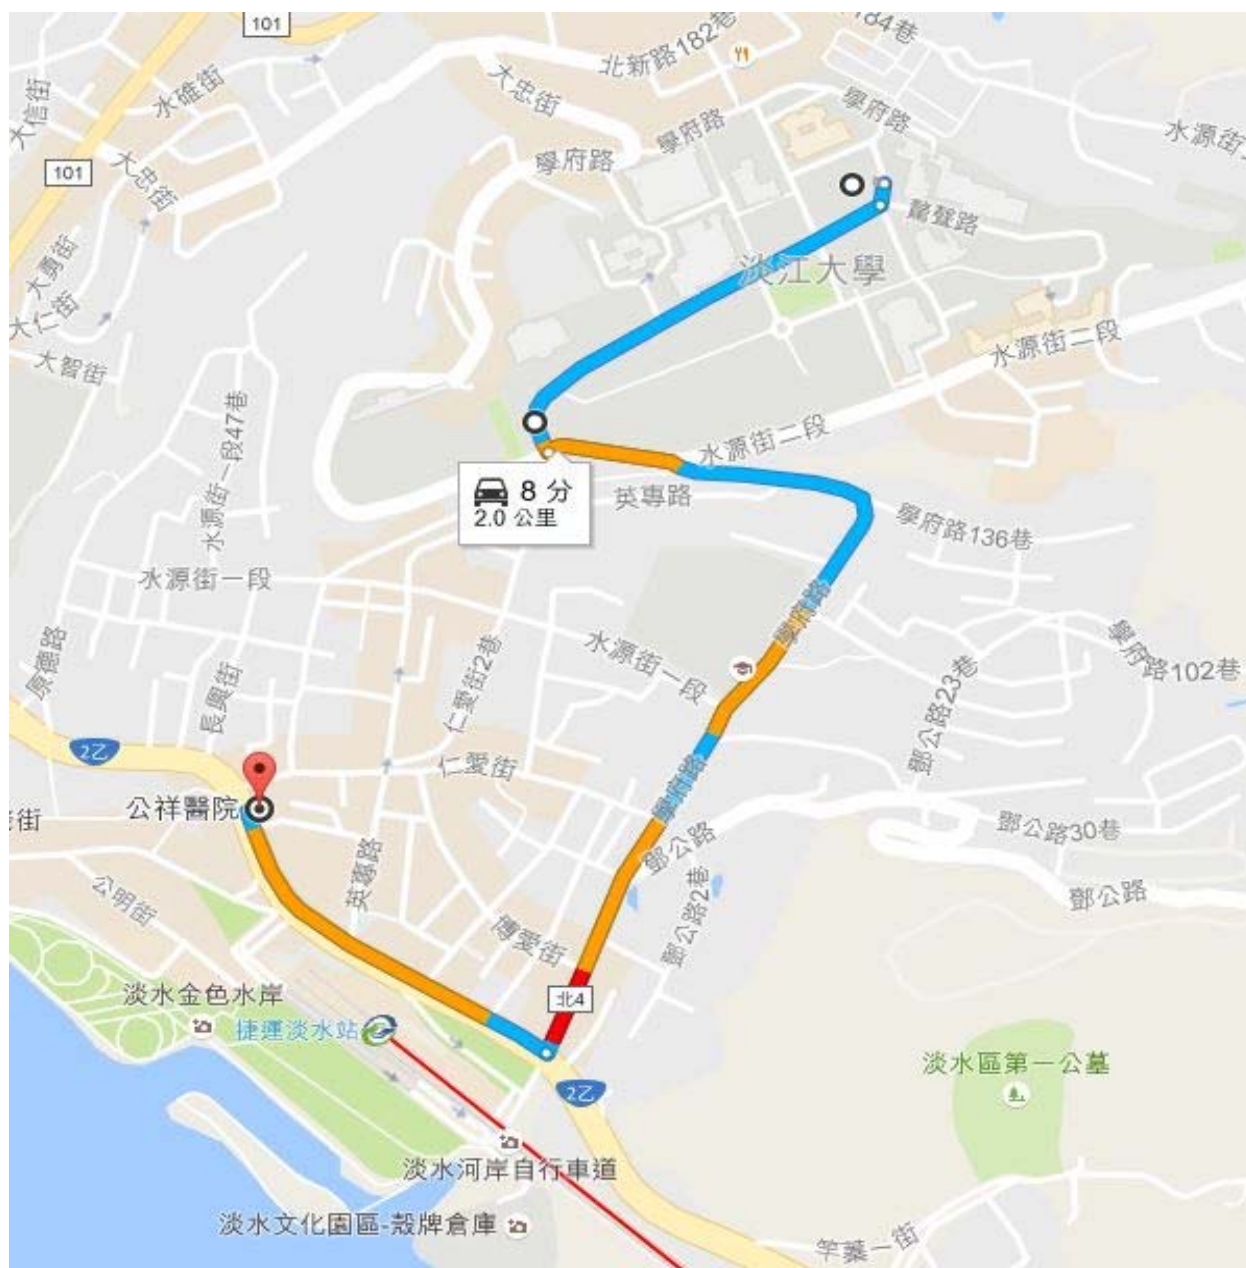 101
北新路182巷
184巷
水碓街
大忠街
學府路
大信街
學府路
水源街二
學府路
101
大忠街
驚聲路
大勇街
淡江大學
大仁街
水源街二段
大智街
水源街一段47巷
水源街二段
8 分
2.0 公里
英專路
學府路136巷
水源街一段
學府路
原德路
水源街一段
學府路102巷
長興街
仁愛街2巷
鄧公路23巷
2乙
仁愛街
學府路
公祥醫院
街
鄧公路
鄧公路30巷
英專路
公明街
鄧公路2巷
鄧公路
博愛街
淡水金色水岸
北4
捷運淡水站
淡水區第一公墓
2乙
淡水河岸自行車道
淡水文化園區-殼牌倉庫
竿蓁一街